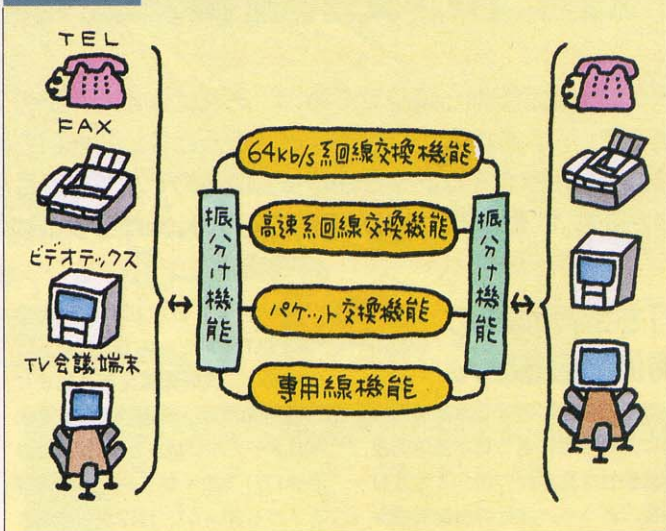 TEL
FAX
ビデオテックス
TV会議端末
振分け機能
64kb/s系回線交換機能
高速系回線交換機能
パケット交換機能
専用線機能
振分け機能